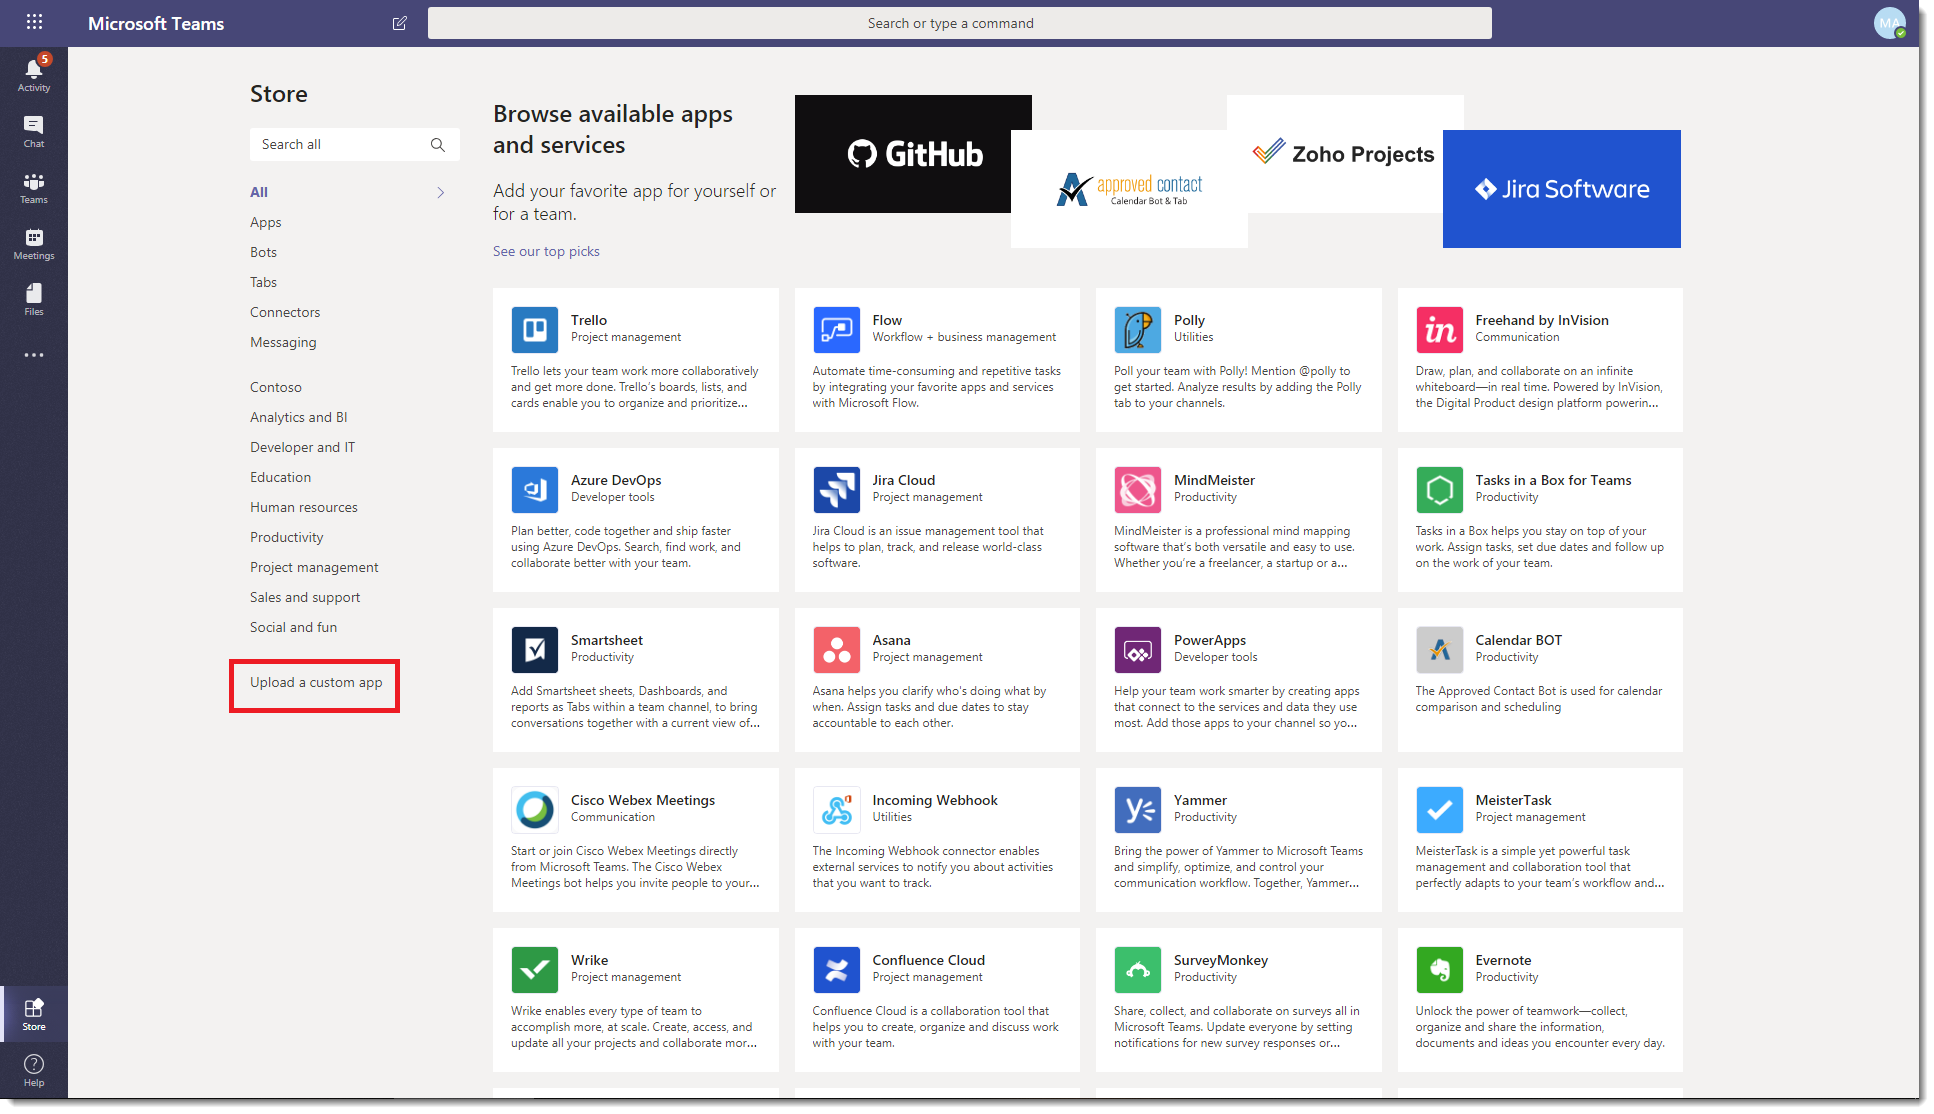 Microsoft Teams
Search or type a command
MA
5
Activity
Chat
Teams
Meetings
Files
Store
Help
Store
Search all
All
Apps
Bots
Tabs
Connectors
Messaging
Contoso
Analytics and BI
Developer and IT
Education
Human resources
Productivity
Project management
Sales and support
Social and fun
Upload a custom app
Browse available apps
and services
Add your favorite app for yourself or
for a team.
See our top picks
GitHub
approved contact
Calendar Bot & Tab
Zoho Projects
Jira Software
Trello
Project management
Trello lets your team work more collaboratively
and get more done. Trello's boards, lists, and
cards enable you to organize and prioritize...
Flow
Workflow + business management
Automate time-consuming and repetitive tasks
by integrating your favorite apps and services
with Microsoft Flow.
Polly
Utilities
Poll your team with Polly! Mention @polly to
get started. Analyze results by adding the Polly
tab to your channels.
in
Freehand by InVision
Communication
Draw, plan, and collaborate on an infinite
whiteboard—in real time. Powered by InVision,
the Digital Product design platform powerin...
Azure DevOps
Developer tools
Plan better, code together and ship faster
using Azure DevOps. Search, find work, and
collaborate better with your team.
Jira Cloud
Project management
Jira Cloud is an issue management tool that
helps to plan, track, and release world-class
software.
MindMeister
Productivity
MindMeister is a professional mind mapping
software that's both versatile and easy to use.
Whether you're a freelancer, a startup or a...
Tasks in a Box for Teams
Productivity
Tasks in a Box helps you stay on top of your
work. Assign tasks, set due dates and follow up
on the work of your team.
Smartsheet
Productivity
Add Smartsheet sheets, Dashboards, and
reports as Tabs within a team channel, to bring
conversations together with a current view of...
Asana
Project management
Asana helps you clarify who's doing what by
when. Assign tasks and due dates to stay
accountable to each other.
PowerApps
Developer tools
Help your team work smarter by creating apps
that connect to the services and data they use
most. Add those apps to your channel so yo...
Calendar BOT
Productivity
The Approved Contact Bot is used for calendar
comparison and scheduling
Cisco Webex Meetings
Communication
Start or join Cisco Webex Meetings directly
from Microsoft Teams. The Cisco Webex
Meetings bot helps you invite people to your...
Incoming Webhook
Utilities
The Incoming Webhook connector enables
external services to notify you about activities
that you want to track.
Yammer
Productivity
Bring the power of Yammer to Microsoft Teams
and simplify, optimize, and control your
communication workflow. Together, Yammer...
MeisterTask
Project management
MeisterTask is a simple yet powerful task
management and collaboration tool that
perfectly adapts to your team's workflow and...
Wrike
Project management
Wrike enables every type of team to
accomplish more, at scale. Create, access, and
update all your projects and collaborate mor...
Confluence Cloud
Project management
Confluence Cloud is a collaboration tool that
helps you to create, organize and discuss work
with your team.
SurveyMonkey
Productivity
Share, collect, and collaborate on surveys all in
Microsoft Teams. Update everyone by setting
notifications for new survey responses or...
Evernote
Productivity
Unlock the power of teamwork—collect,
organize and share the information,
documents and ideas you encounter every day.